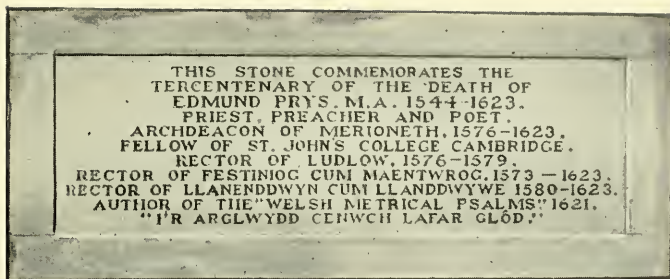 THIS STONE COMMEMORATES THE
TERCENTENARY OF THE DEATH OF
EDMUND PRYS. M.A. 1544-1623.
PRIEST, PREACHER AND POET.
ARCHDEACON OF MERIONETH, 1576-1623.
FELLOW OF ST. JOHN'S COLLEGE CAMBRIDGE.
RECTOR OF LUDLOW, 1576-1579.
RECTOR OF FESTINIOG CUM MAENTWROG. 1573-1623.
RECTOR OF LLANENDDWYN CUM LLANDDWYWE 1580-1623.
AUTHOR OF THE "WELSH METRICAL PSALMS." 1621.
"I'R ARGLWYDD CENWCH LAFAR GLÔD."